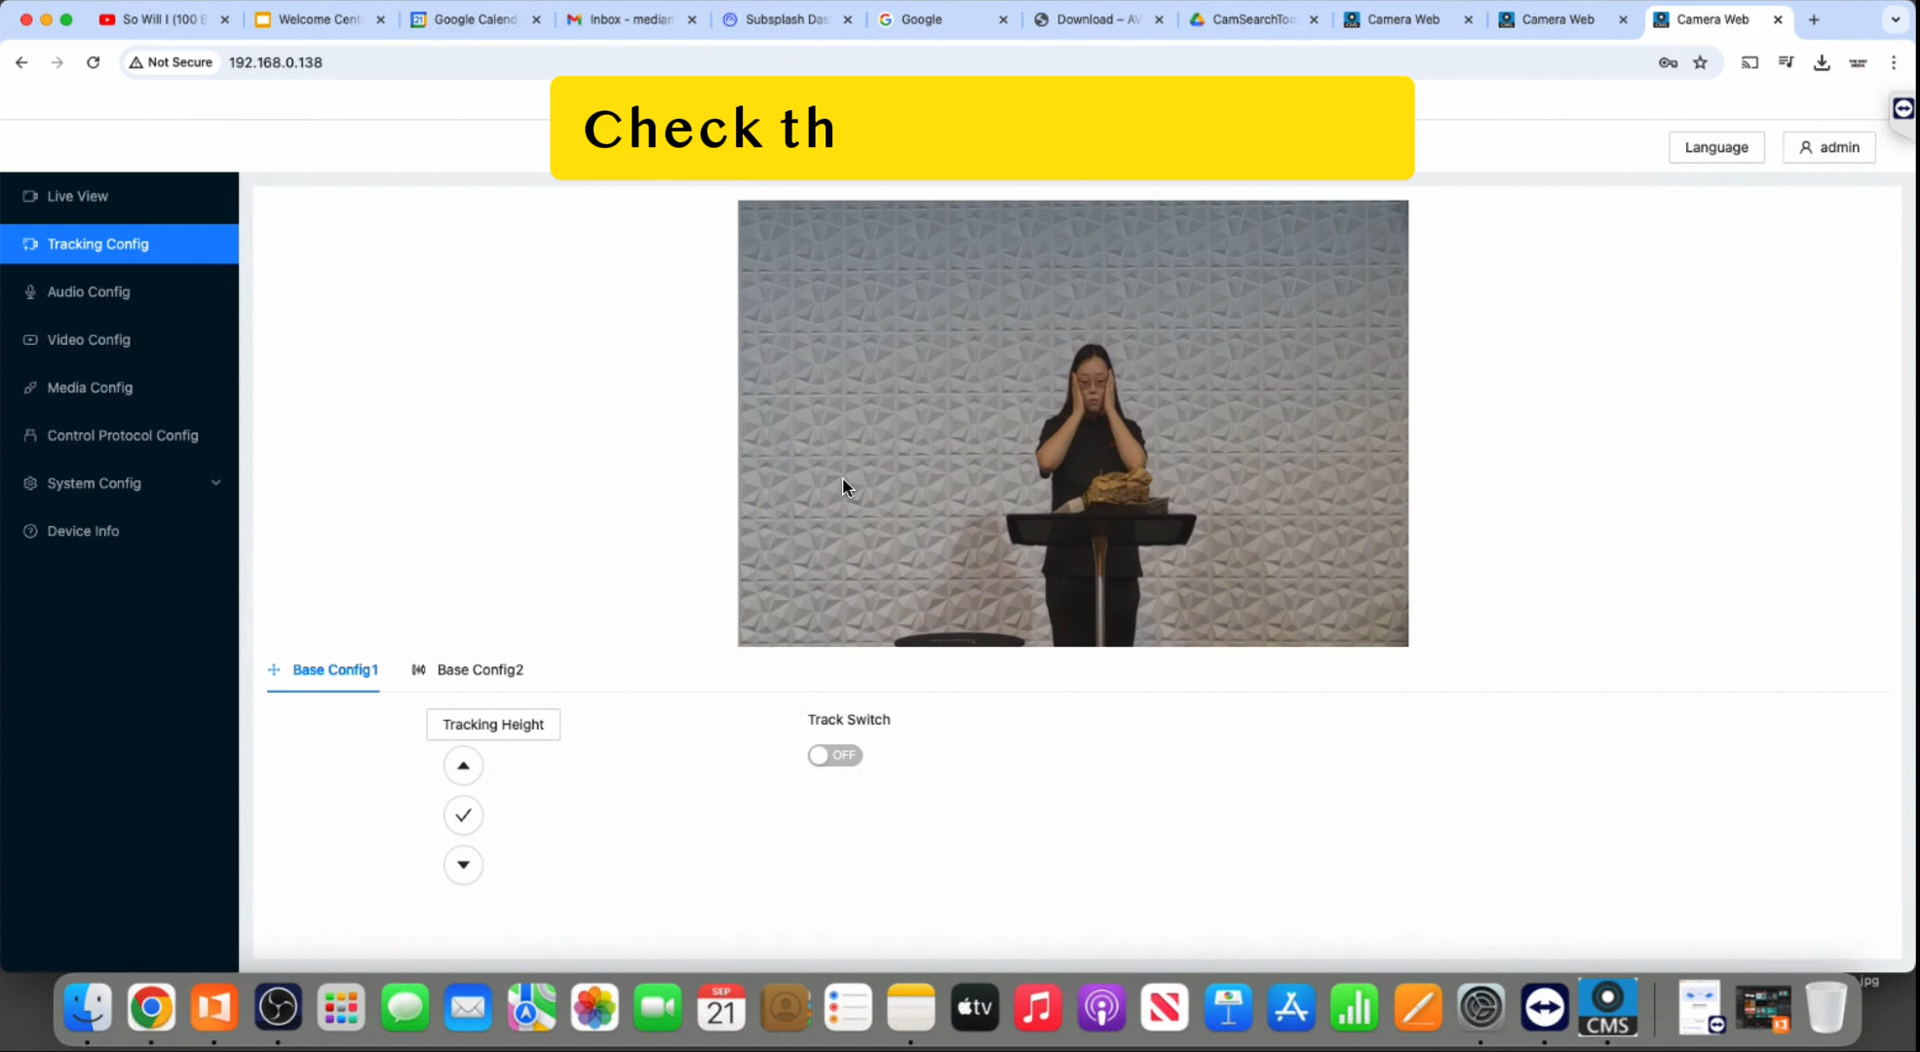 So Will I (100 B
Welcome Cent
Google Calend
Inbox - median
Subsplash Das
Google
Download – AV
CamSearchToo
Camera Web
Camera Web
Camera Web
Not Secure
192.168.0.138
Check th
Language
admin
Live View
Tracking Config
Audio Config
Video Config
Media Config
Control Protocol Config
System Config
Device Info
Base Config1
Base Config2
Tracking Height
Track Switch
OFF
jpg
SEP
21
tv
CMS